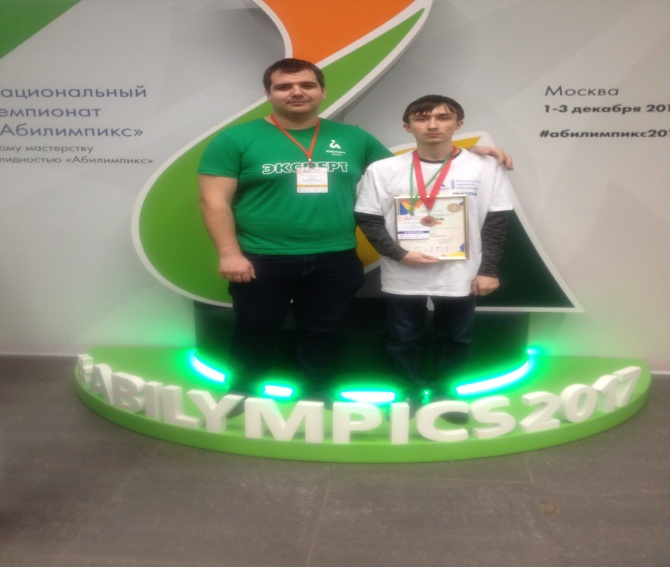 ациональный
емпионат
Абилимпикс»
ому мастерству
лидностью «Абилимпикс»
Москва
1-3 декабря 201
#абилимпикс201
ЭКСПЕРТ
#ABILYMPICS2017